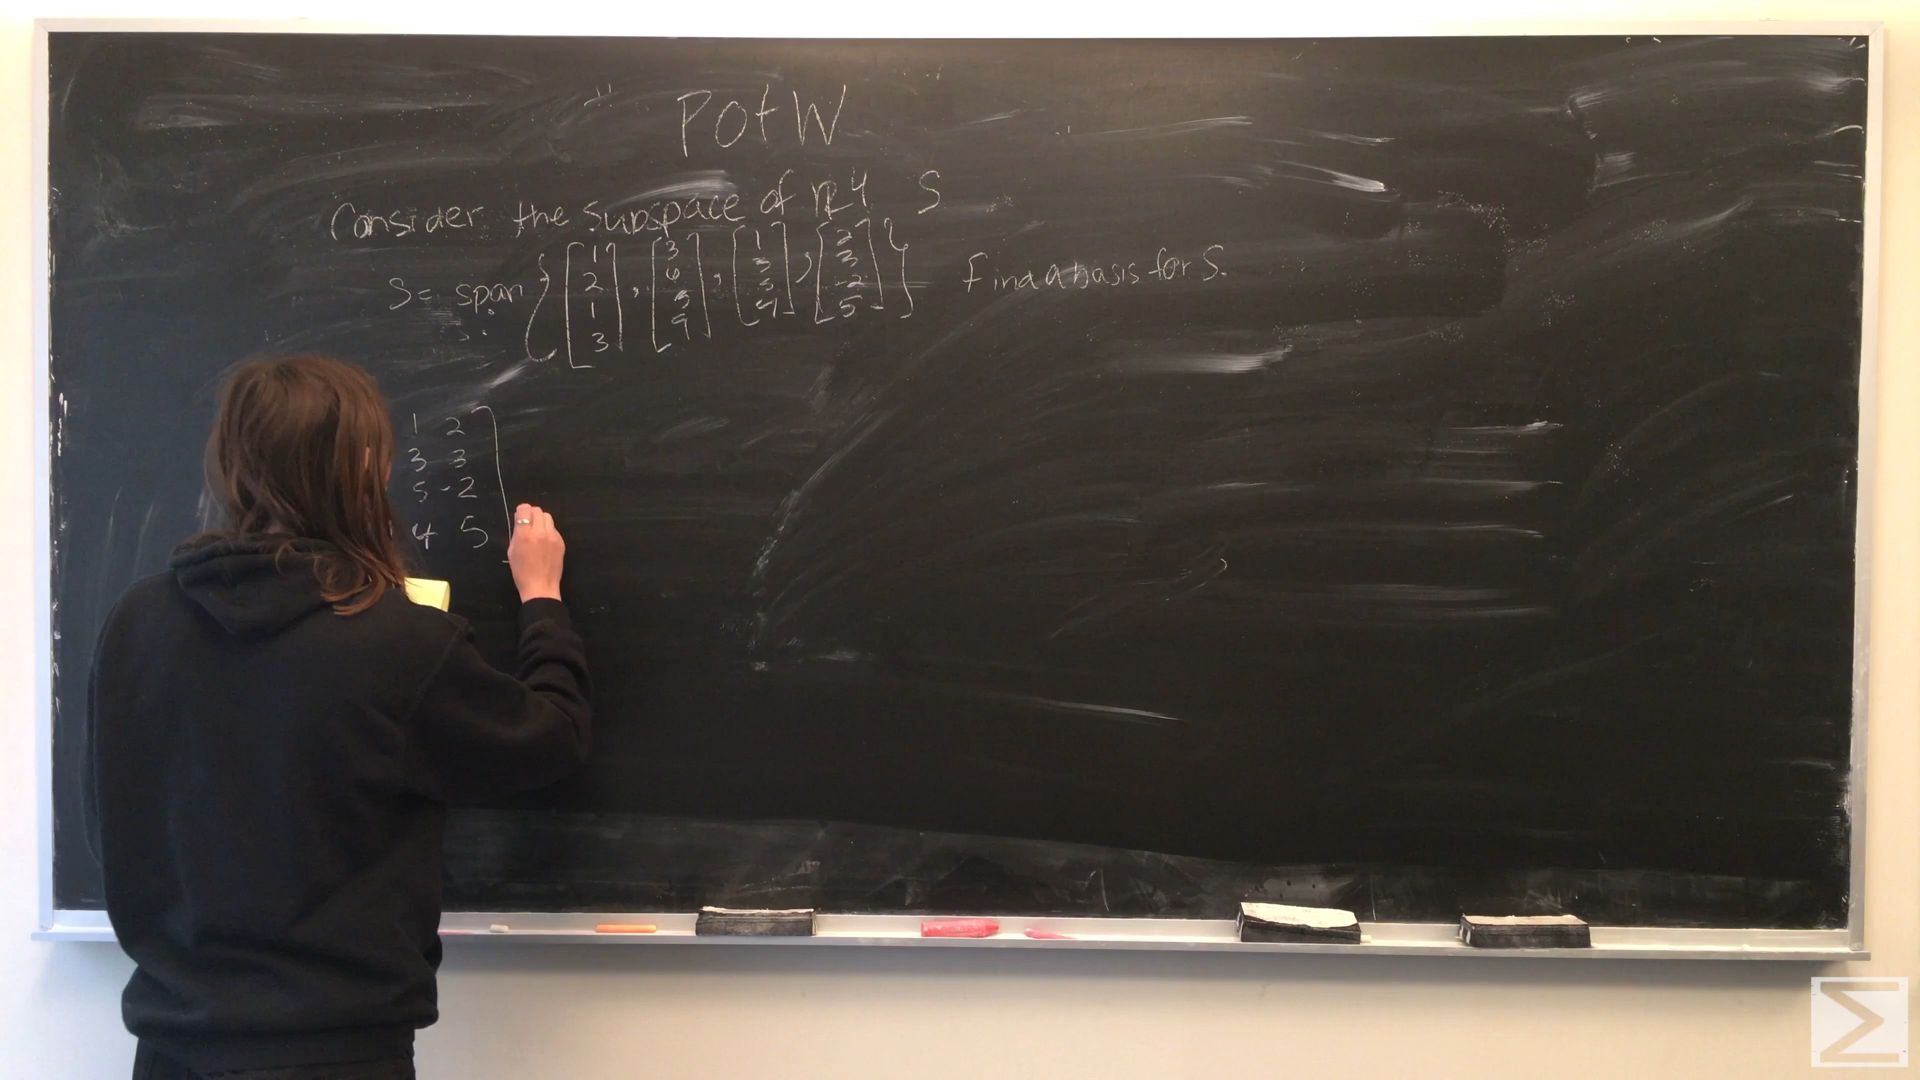 POTW
Consider the subspace of ℝ4 S
S = span { [1 2 1 3], [3 6 5 9], [1 3 5 4], [2 3 -2 5] } Find a basis for S.
1 2
3 3
5 -2
4 5
Σ